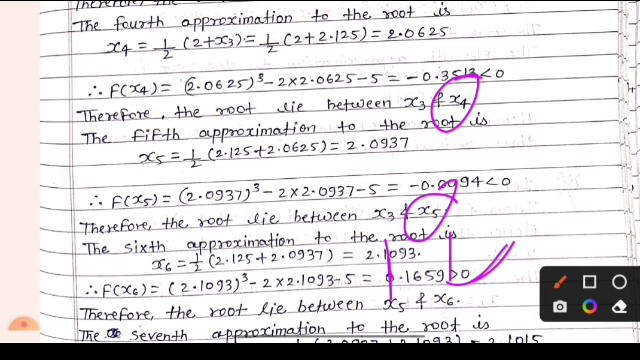 Therefore, the
The fourth approximation to the root is
x₄ = 1/2 (2+x₃) = 1/2 (2+2.125) = 2.0625
∴ f(x₄) = (2.0625)³ - 2×2.0625 - 5 = -0.3513 < 0
Therefore, the root lie between x₃ & x₄
The Fifth approximation to the root is
x₅ = 1/2 (2.125+2.0625) = 2.0937
∴ f(x₅) = (2.0937)³ - 2×2.0937 - 5 = -0.0094 < 0
Therefore, the root lie between x₃ & x₅
The sixth approximation to the root is
x₆ = 1/2 (2.125+2.0937) = 2.1093.
∴ f(x₆) = (2.1093)³ - 2×2.1093 - 5 = 0.1659 > 0
Therefore, the root lie between x₅ & x₆.
The seventh approximation to the root is
2.1015